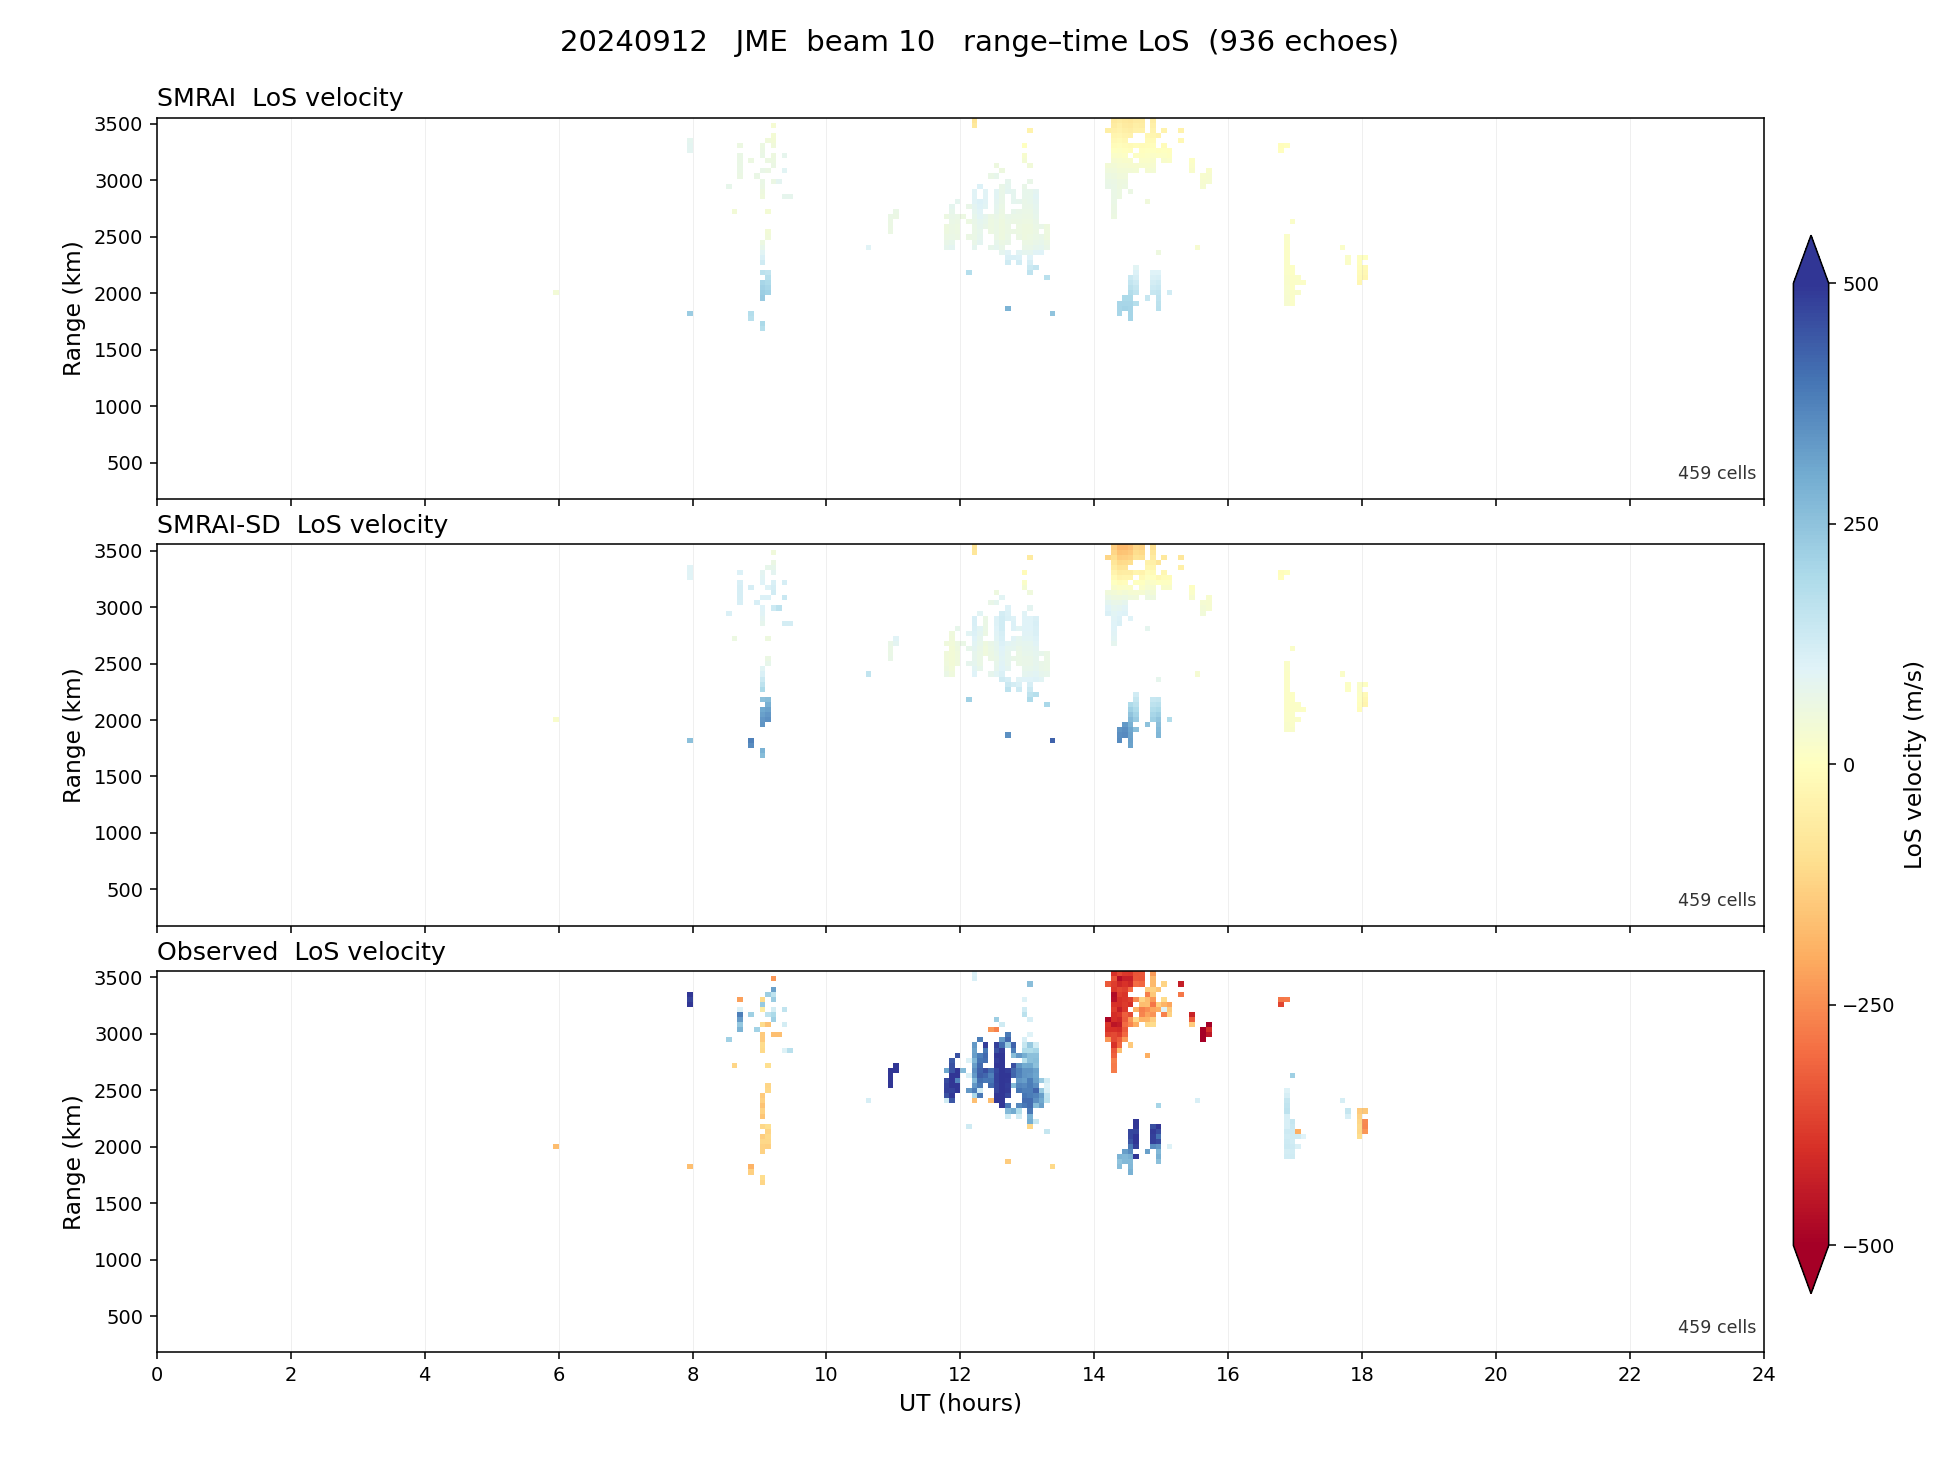 20240912   JME  beam 10   range–time LoS  (936 echoes)
SMRAI  LoS velocity
3500
3000
2500
2000
1500
1000
500
Range (km)
459 cells
SMRAI-SD  LoS velocity
3500
3000
2500
2000
1500
1000
500
Range (km)
459 cells
Observed  LoS velocity
3500
3000
2500
2000
1500
1000
500
Range (km)
459 cells
0 2 4 6 8 10 12 14 16 18 20 22 24
UT (hours)
500
250
0
−250
−500
LoS velocity (m/s)